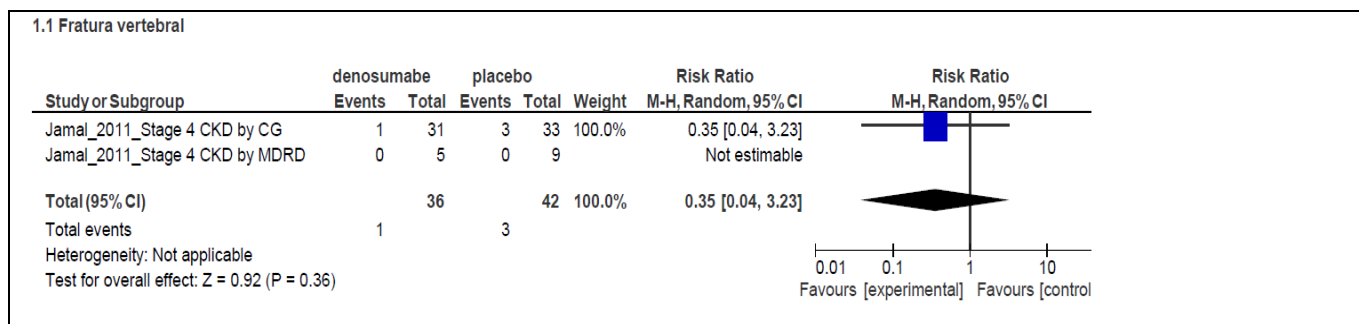 1.1 Fratura vertebral
denosumabe placebo Risk Ratio Risk Ratio
Study or Subgroup Events Total Events Total Weight M-H, Random, 95% CI M-H, Random, 95% CI
Jamal_2011_Stage 4 CKD by CG 1 31 3 33 100.0% 0.35 [0.04, 3.23]
Jamal_2011_Stage 4 CKD by MDRD 0 5 0 9 Not estimable
Total (95% CI) 36 42 100.0% 0.35 [0.04, 3.23]
Total events 1 3
Heterogeneity: Not applicable
Test for overall effect: Z = 0.92 (P = 0.36)
0.01 0.1 1 10
Favours [experimental] Favours [control